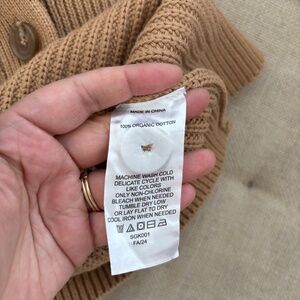 MADE IN CHINA
100% ORGANIC COTTON
MACHINE WASH COLD
DELICATE CYCLE WITH
LIKE COLORS
ONLY NON-CHLORINE
BLEACH WHEN NEEDED
TUMBLE DRY LOW
OR LAY FLAT TO DRY
COOL IRON WHEN NEEDED
SGK001
FA/24